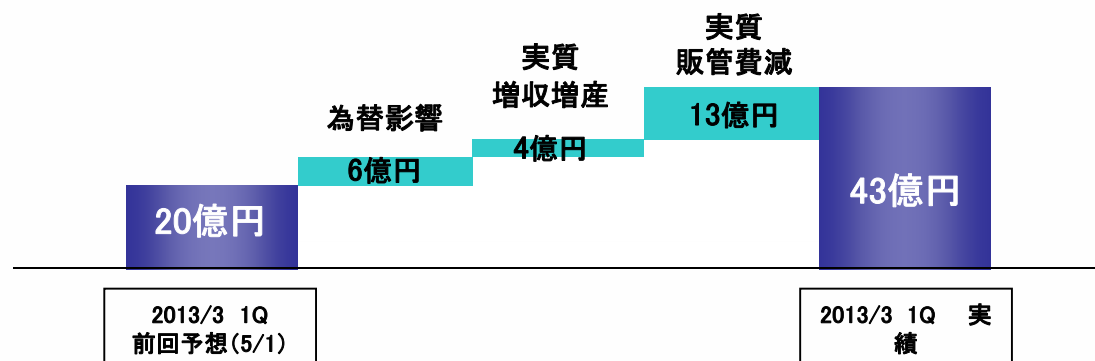 実質
販管費減
実質
増収増産
為替影響
13億円
4億円
6億円
20億円
43億円
2013/3 1Q
前回予想(5/1)
2013/3 1Q 実
績